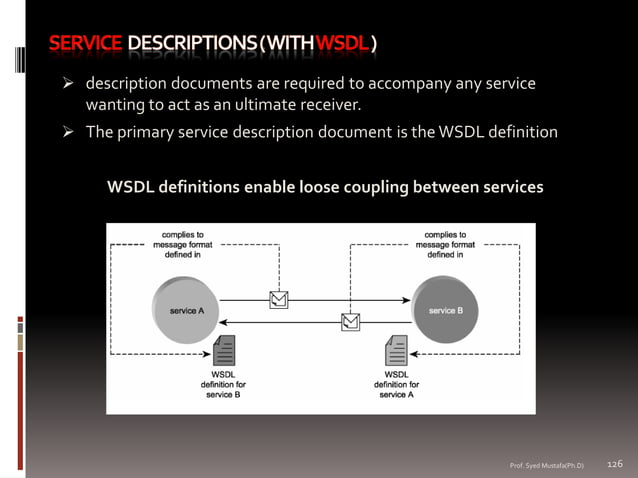 SERVICE DESCRIPTIONS(WITH WSDL)
description documents are required to accompany any service
wanting to act as an ultimate receiver.
The primary service description document is the WSDL definition
WSDL definitions enable loose coupling between services
complies to
message format
defined in
complies to
message format
defined in
service A
service B
WSDL
definition for
service B
WSDL
definition for
service A
Prof. Syed Mustafa(Ph.D)
126